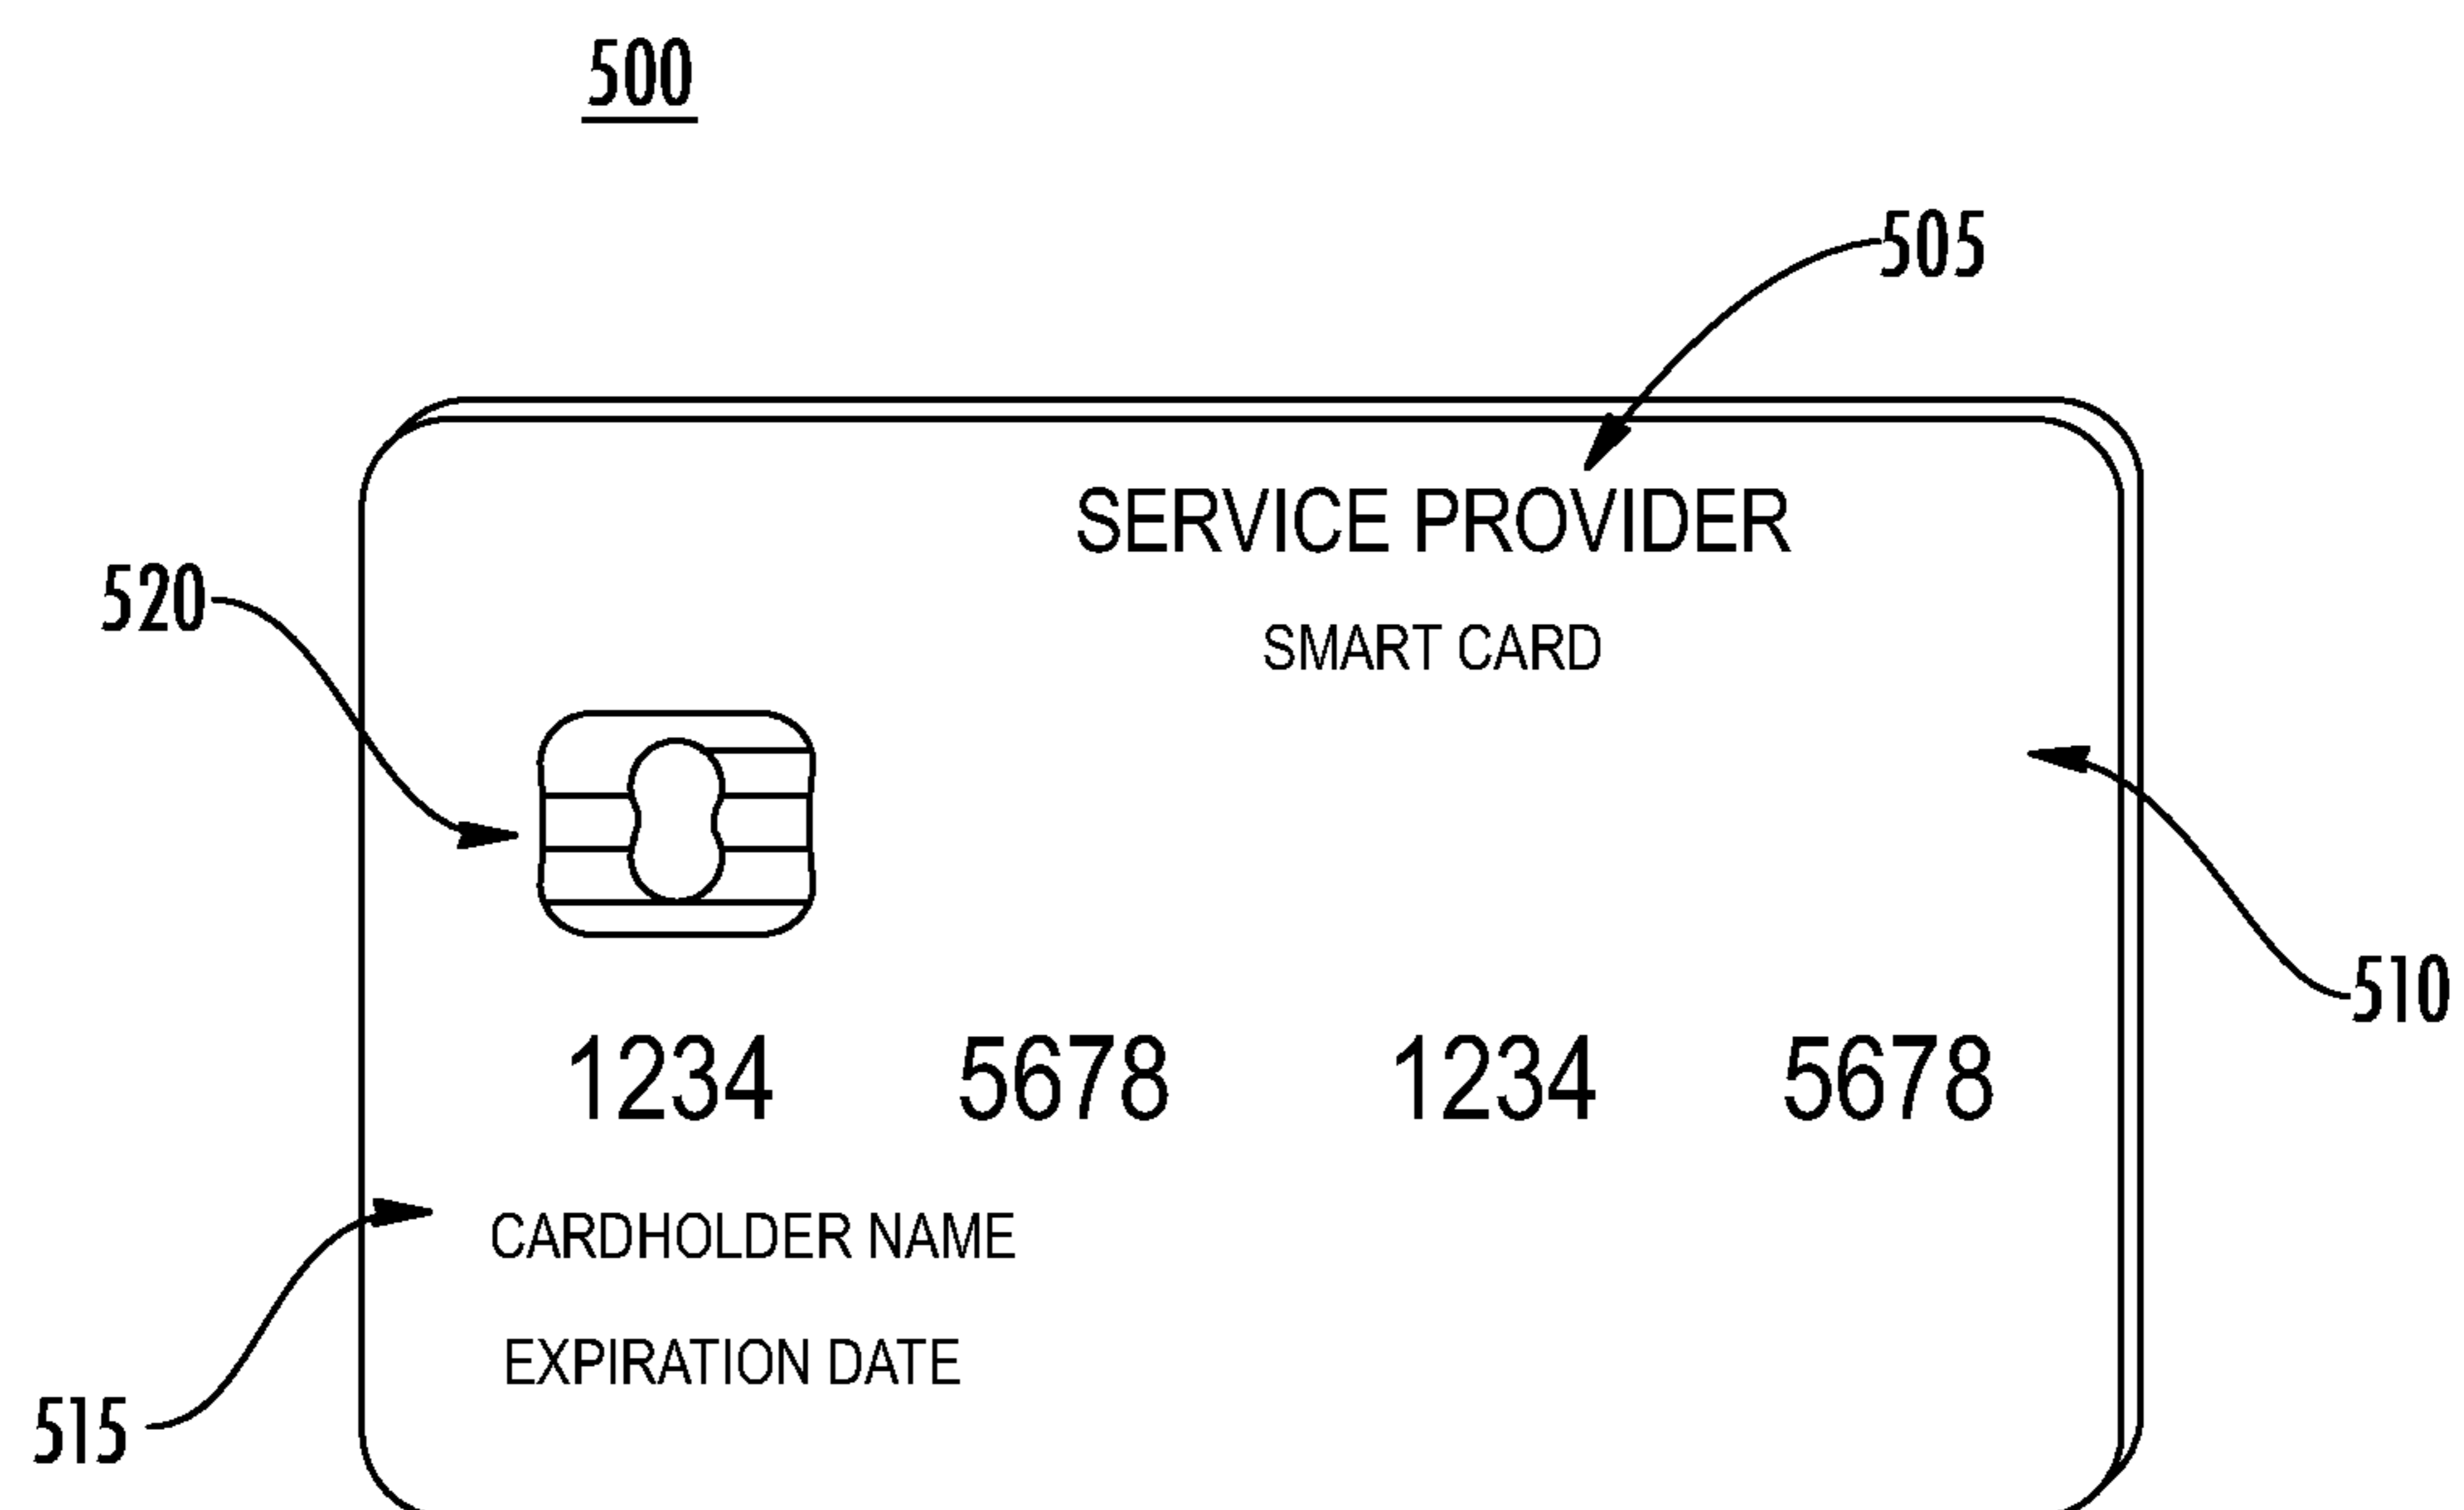 500
505
SERVICE PROVIDER
520
SMART CARD
510
1234 5678 1234 5678
CARDHOLDER NAME
EXPIRATION DATE
515